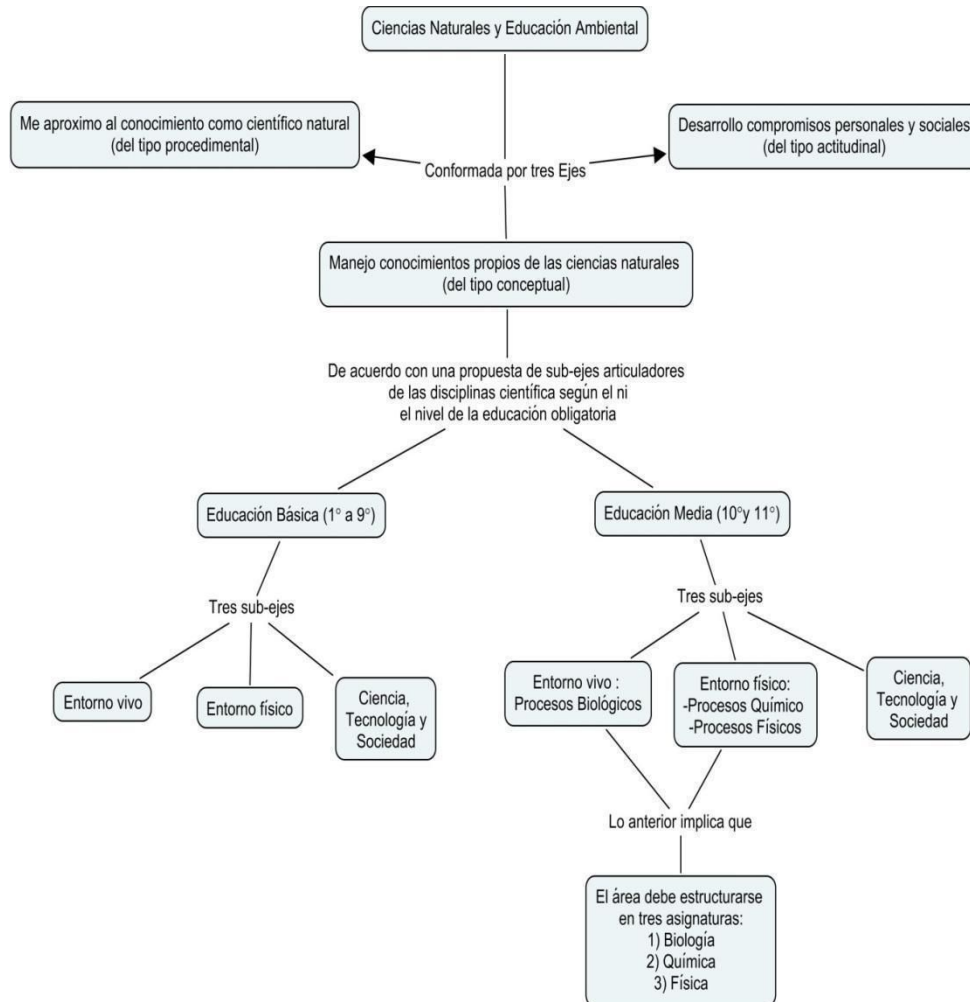 Ciencias Naturales y Educación Ambiental
Me aproximo al conocimiento como científico natural
(del tipo procedimental)
Desarrollo compromisos personales y sociales
(del tipo actitudinal)
Conformada por tres Ejes
Manejo conocimientos propios de las ciencias naturales
(del tipo conceptual)
De acuerdo con una propuesta de sub-ejes articuladores
de las disciplinas científica según el ni
el nivel de la educación obligatoria
Educación Básica (1° a 9°)
Educación Media (10°y 11°)
Tres sub-ejes
Tres sub-ejes
Entorno vivo
Entorno físico
Ciencia,
Tecnología y
Sociedad
Entorno vivo :
Procesos Biológicos
Entorno físico:
-Procesos Químico
-Procesos Físicos
Ciencia,
Tecnología y
Sociedad
Lo anterior implica que
El área debe estructurarse
en tres asignaturas:
1) Biología
2) Química
3) Física